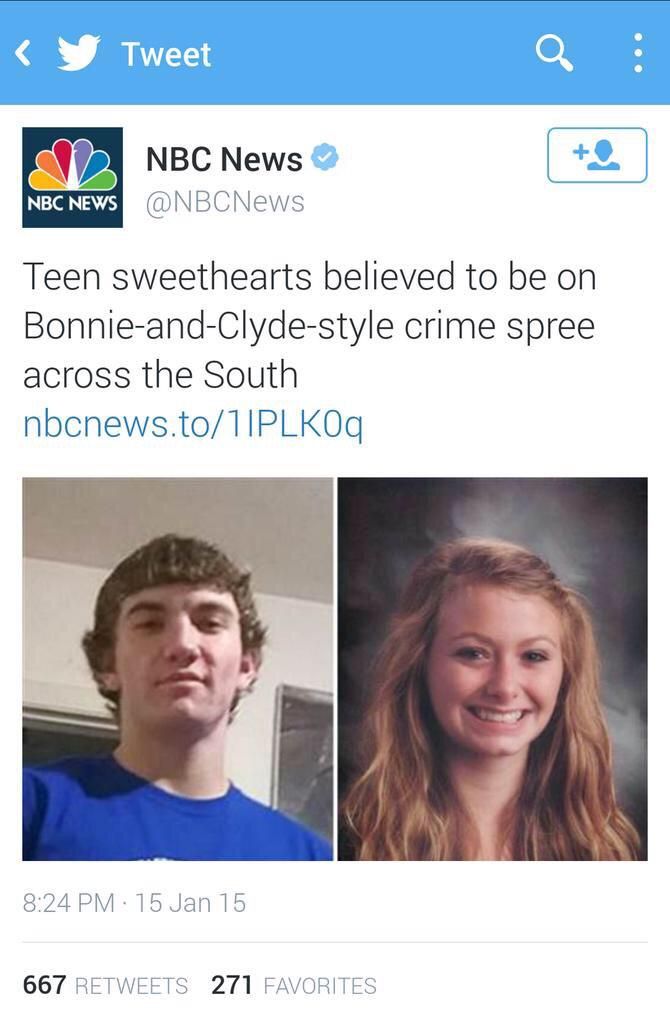 Tweet
NBC NEWS
NBC News
@NBCNews
Teen sweethearts believed to be on
Bonnie-and-Clyde-style crime spree
across the South
nbcnews.to/1IPLK0q
8:24 PM · 15 Jan 15
667 RETWEETS 271 FAVORITES